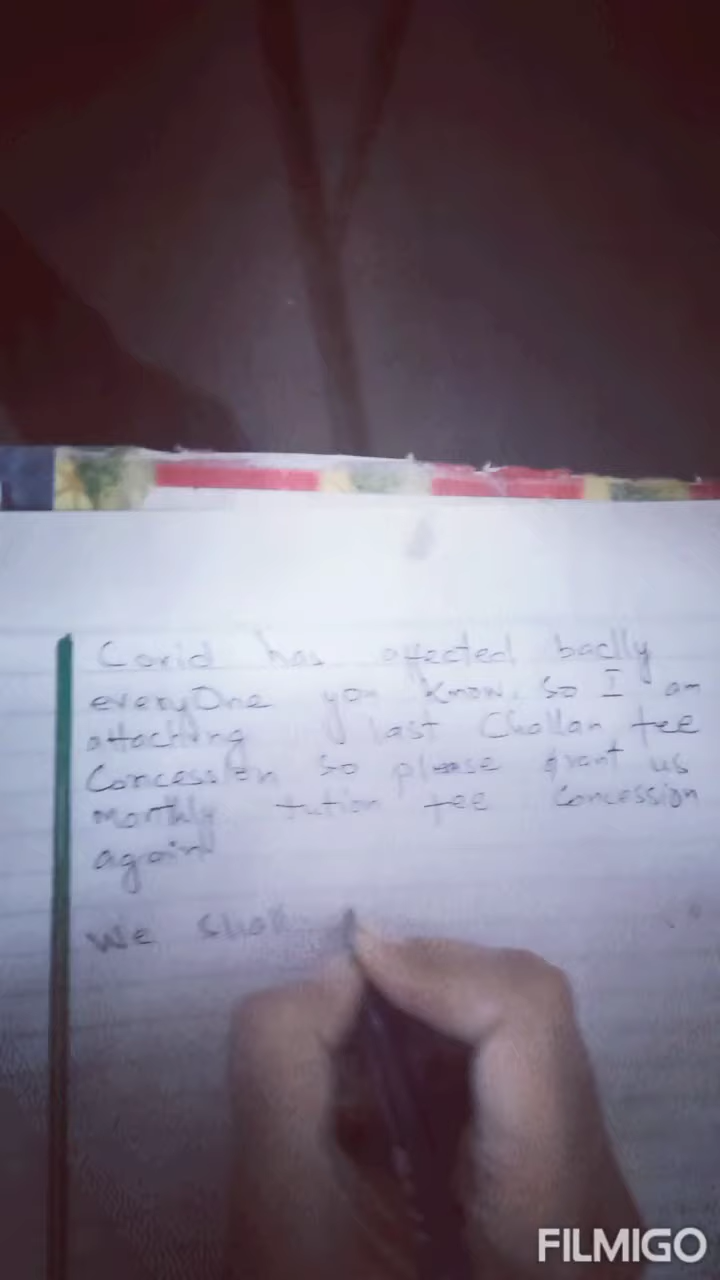 Covid has affected badly
everyOne you know. So I am
attaching last Challan fee
Concession so please grant us
monthly tution fee Concession
again
We shall
FILMIGO